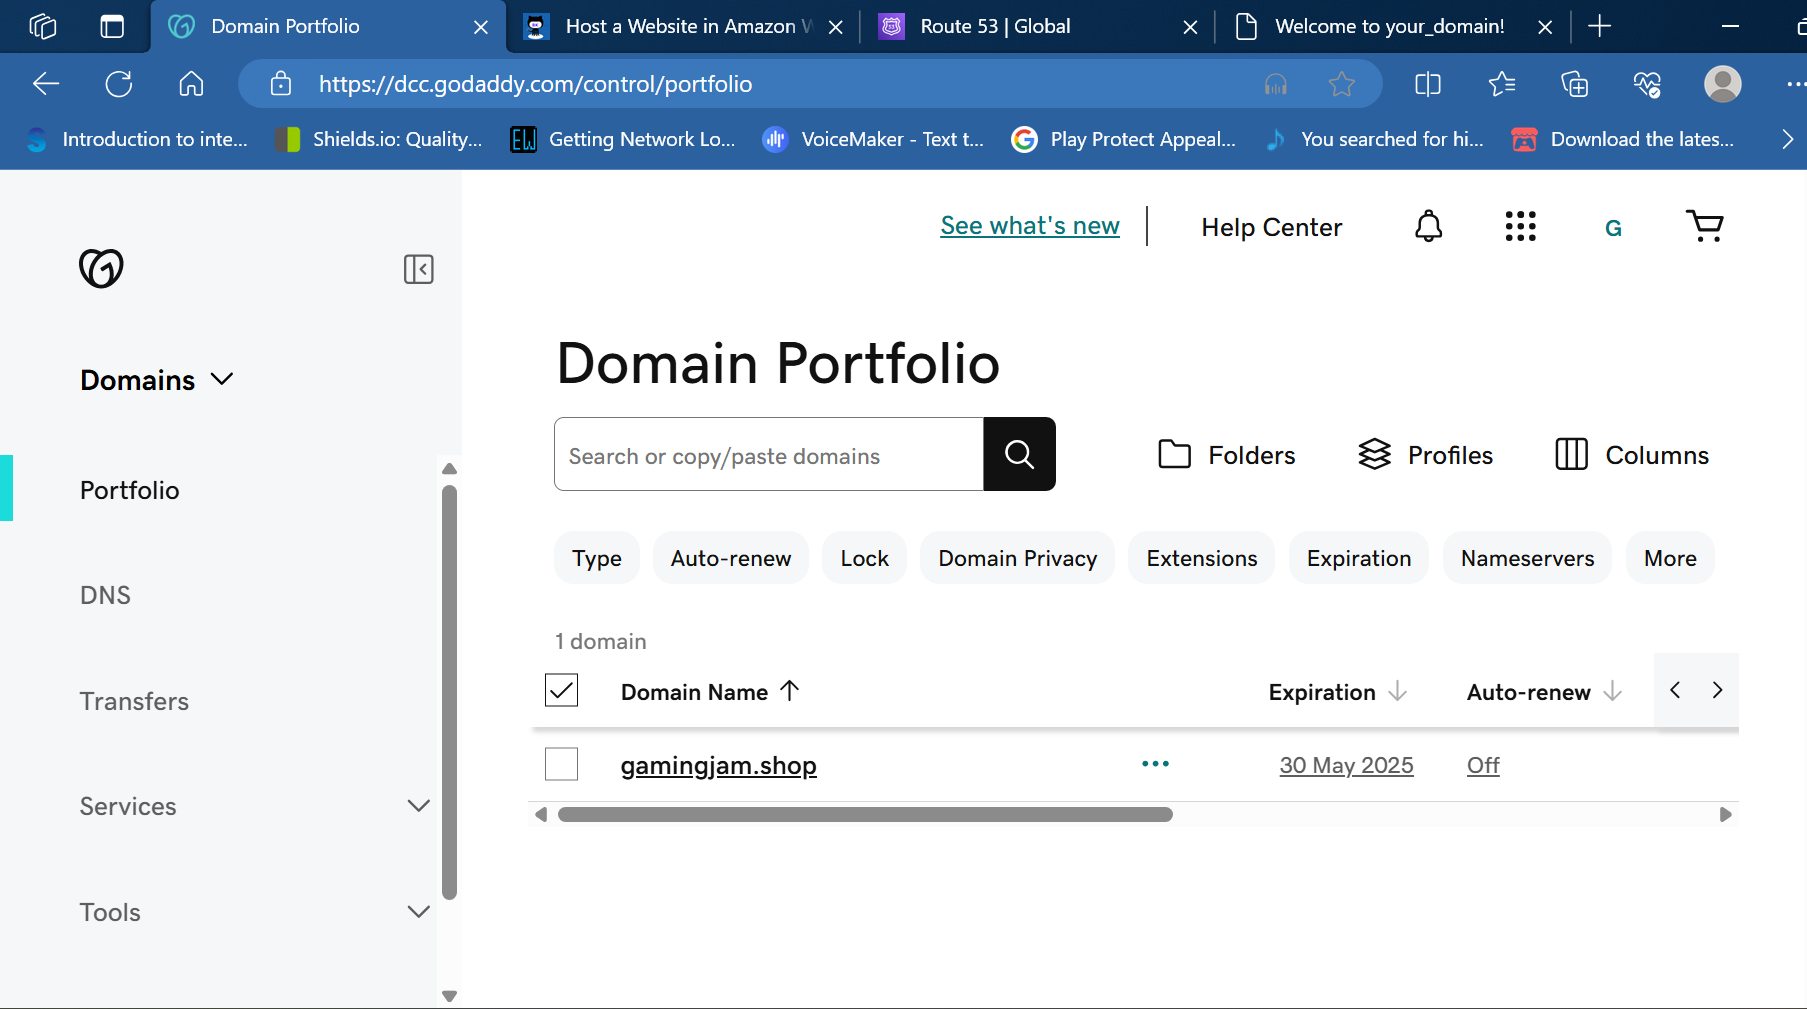 Domain Portfolio
Host a Website in Amazon W
Route 53 | Global
Welcome to your_domain!
https://dcc.godaddy.com/control/portfolio
Introduction to inte...
Shields.io: Quality...
EW
Getting Network Lo...
VoiceMaker - Text t...
Play Protect Appeal...
You searched for hi...
Download the lates...
See what's new
Help Center
G
Domains
Portfolio
DNS
Transfers
Services
Tools
Domain Portfolio
Search or copy/paste domains
Folders
Profiles
Columns
Type
Auto-renew
Lock
Domain Privacy
Extensions
Expiration
Nameservers
More
1 domain
Domain Name
Expiration
Auto-renew
gamingjam.shop
30 May 2025
Off